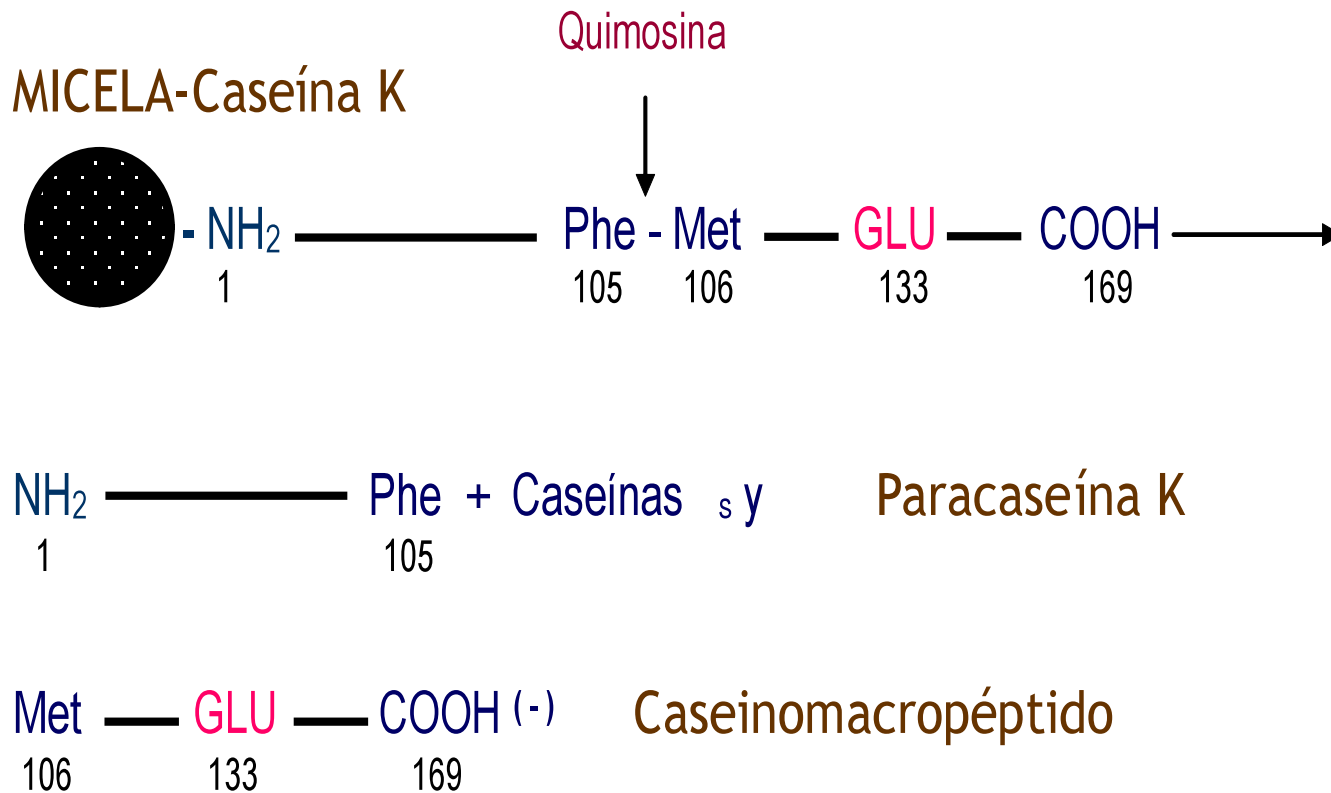 Quimosina
MICELA-Caseína K
- NH2 Phe - Met GLU COOH
1 105 106 133 169
NH2 Phe + Caseínas s y Paracaseína K
1 105
Met GLU COOH (-) Caseinomacropéptido
106 133 169